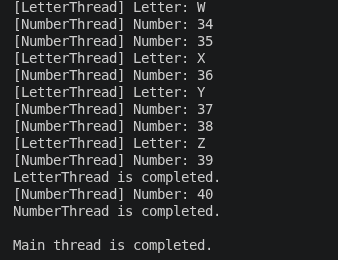 [LetterThread] Letter: W
[NumberThread] Number: 34
[NumberThread] Number: 35
[LetterThread] Letter: X
[NumberThread] Number: 36
[LetterThread] Letter: Y
[NumberThread] Number: 37
[NumberThread] Number: 38
[LetterThread] Letter: Z
[NumberThread] Number: 39
LetterThread is completed.
[NumberThread] Number: 40
NumberThread is completed.

Main thread is completed.